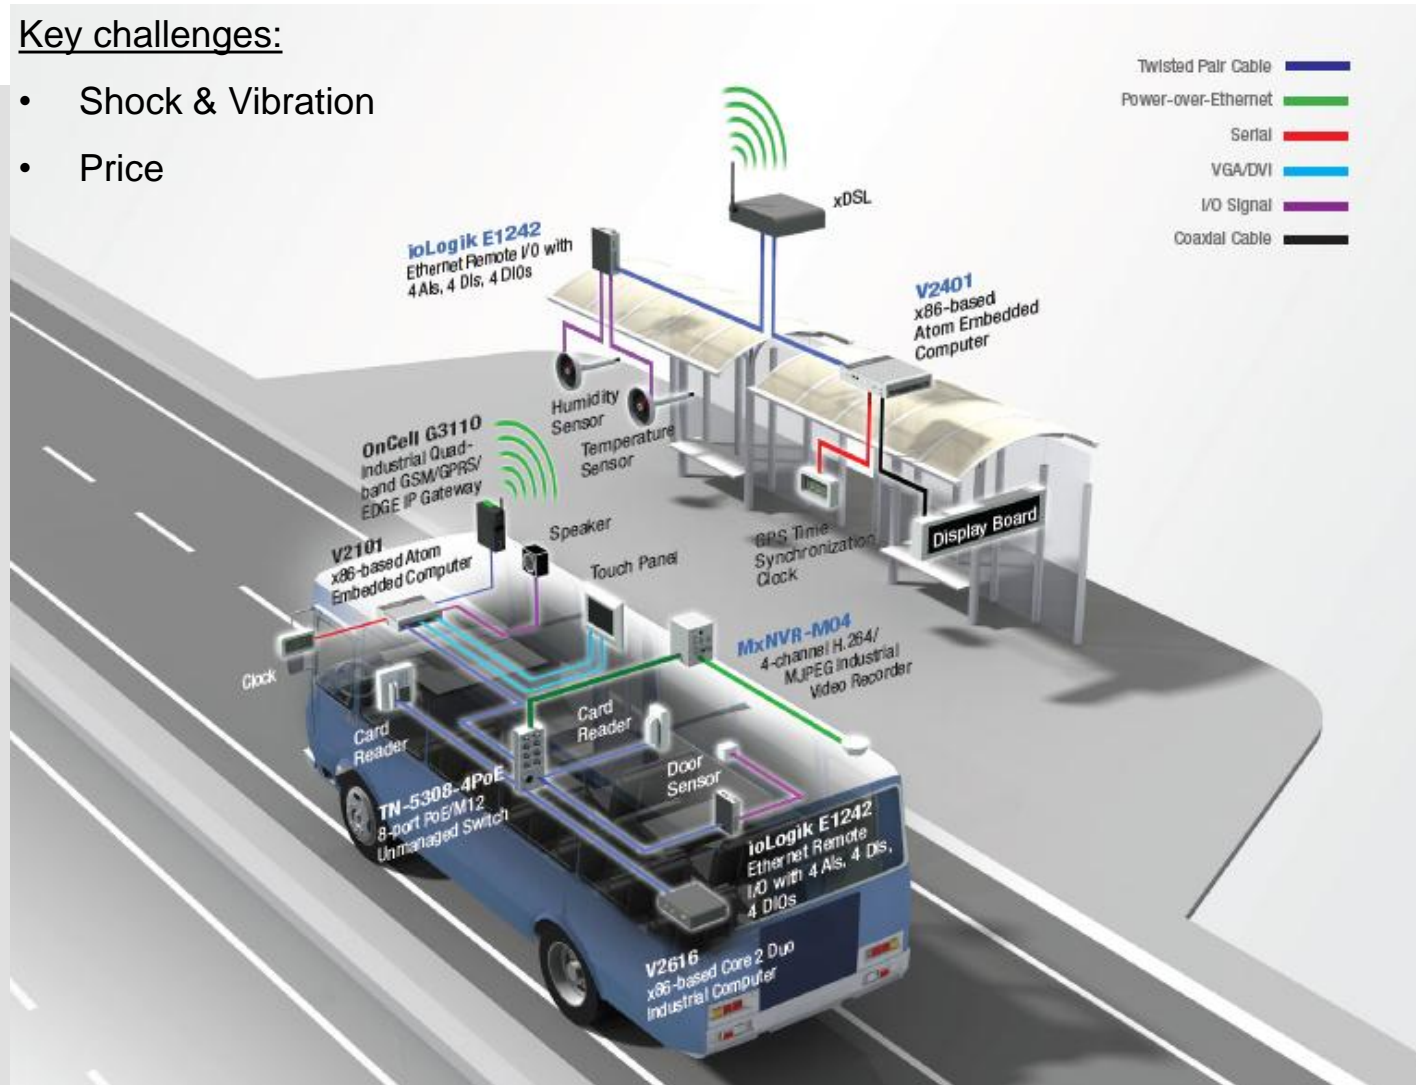 Key challenges:
• Shock & Vibration
• Price
Twisted Pair Cable
Power-over-Ethernet
Serial
VGA/DVI
I/O Signal
Coaxial Cable
xDSL
ioLogik E1242
Ethernet Remote I/O with
4 AIs, 4 DIs, 4 DIOs
V2401
x86-based
Atom Embedded
Computer
Humidity
Sensor
Temperature
Sensor
OnCell G3110
Industrial Quad-
band GSM/GPRS/
EDGE IP Gateway
Speaker
Touch Panel
GPS Time
Synchronization
Clock
Display Board
V2101
x86-based Atom
Embedded Computer
Clock
MxNVR-M04
4-channel H.264/
MJPEG Industrial
Video Recorder
Card
Reader
Card
Reader
Door
Sensor
TN-5308-4PoE
8-port PoE/M12
Unmanaged Switch
ioLogik E1242
Ethernet Remote
I/O with 4 AIs, 4 DIs,
4 DIOs
V2616
x86-based Core 2 Duo
Industrial Computer